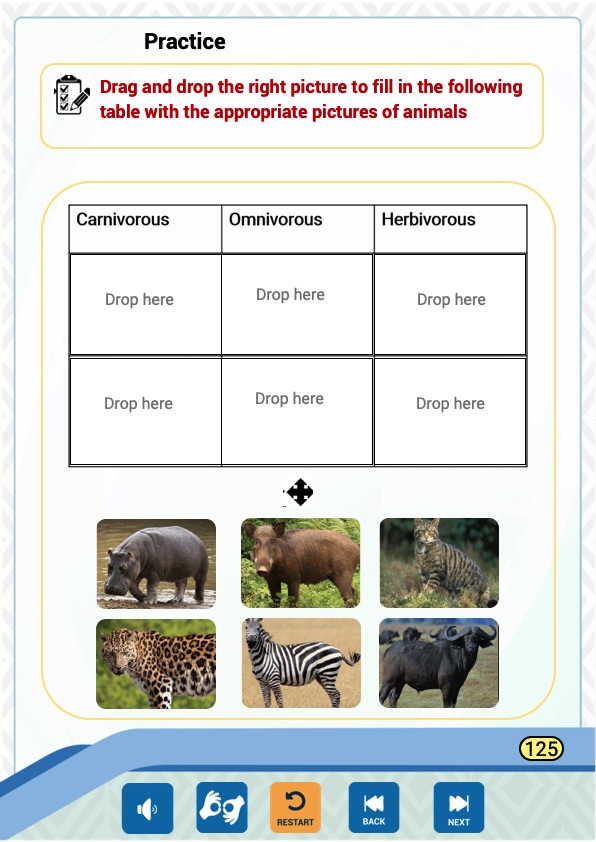 Practice
Drag and drop the right picture to fill in the following
table with the appropriate pictures of animals
Carnivorous Omnivorous Herbivorous
Drop here Drop here Drop here
Drop here Drop here Drop here
125
RESTART BACK NEXT